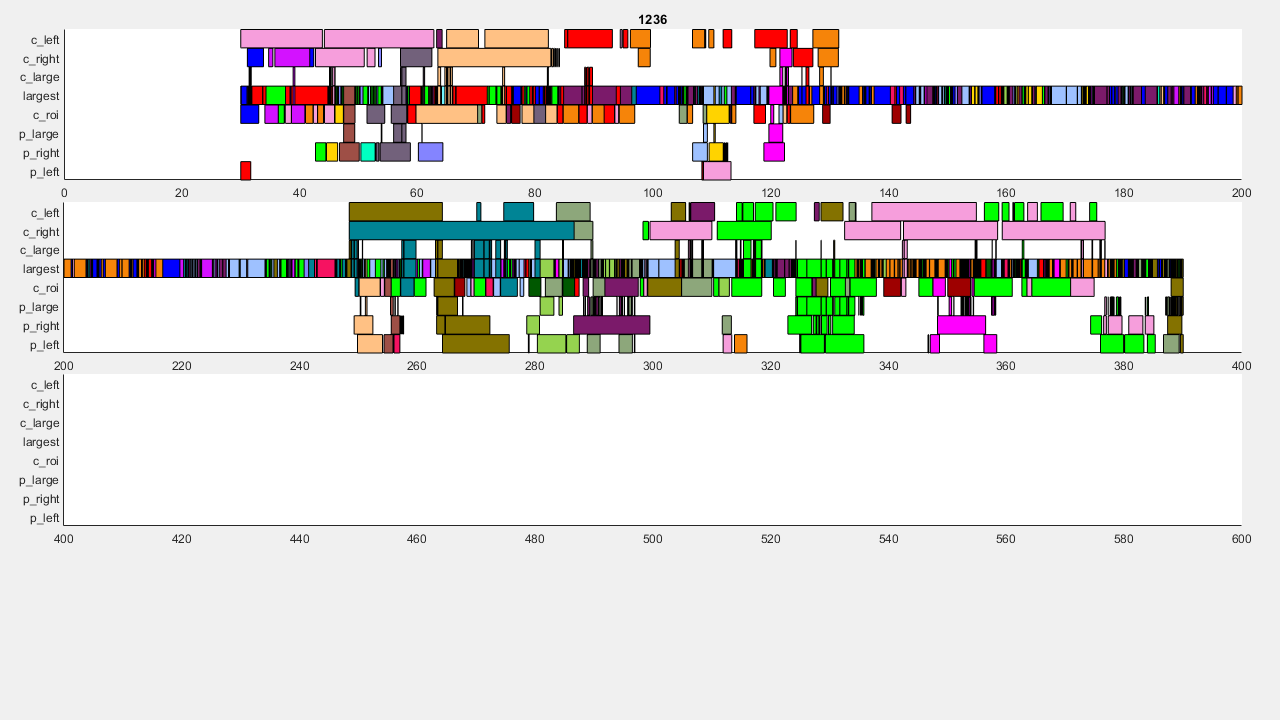 1236
c_left
c_right
c_large
largest
c_roi
p_large
p_right
p_left
0 20 40 60 80 100 120 140 160 180 200
c_left
c_right
c_large
largest
c_roi
p_large
p_right
p_left
200 220 240 260 280 300 320 340 360 380 400
c_left
c_right
c_large
largest
c_roi
p_large
p_right
p_left
400 420 440 460 480 500 520 540 560 580 600